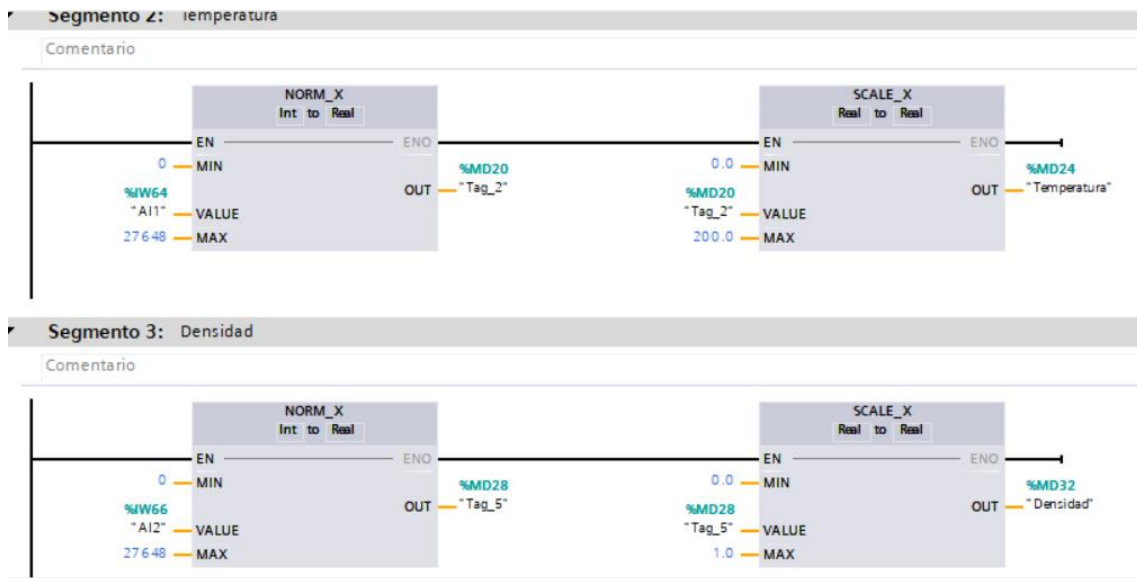 Segmento 2: Temperatura
Comentario
NORM_X
Int to Real
EN
ENO
0
MIN
%IW64
"AI1"
VALUE
27648
MAX
OUT
%MD20
"Tag_2"
SCALE_X
Real to Real
EN
ENO
0.0
MIN
%MD20
"Tag_2"
VALUE
200.0
MAX
OUT
%MD24
"Temperatura"
Segmento 3: Densidad
Comentario
NORM_X
Int to Real
EN
ENO
0
MIN
%IW66
"AI2"
VALUE
27648
MAX
OUT
%MD28
"Tag_5"
SCALE_X
Real to Real
EN
ENO
0.0
MIN
%MD28
"Tag_5"
VALUE
1.0
MAX
OUT
%MD32
"Densidad"